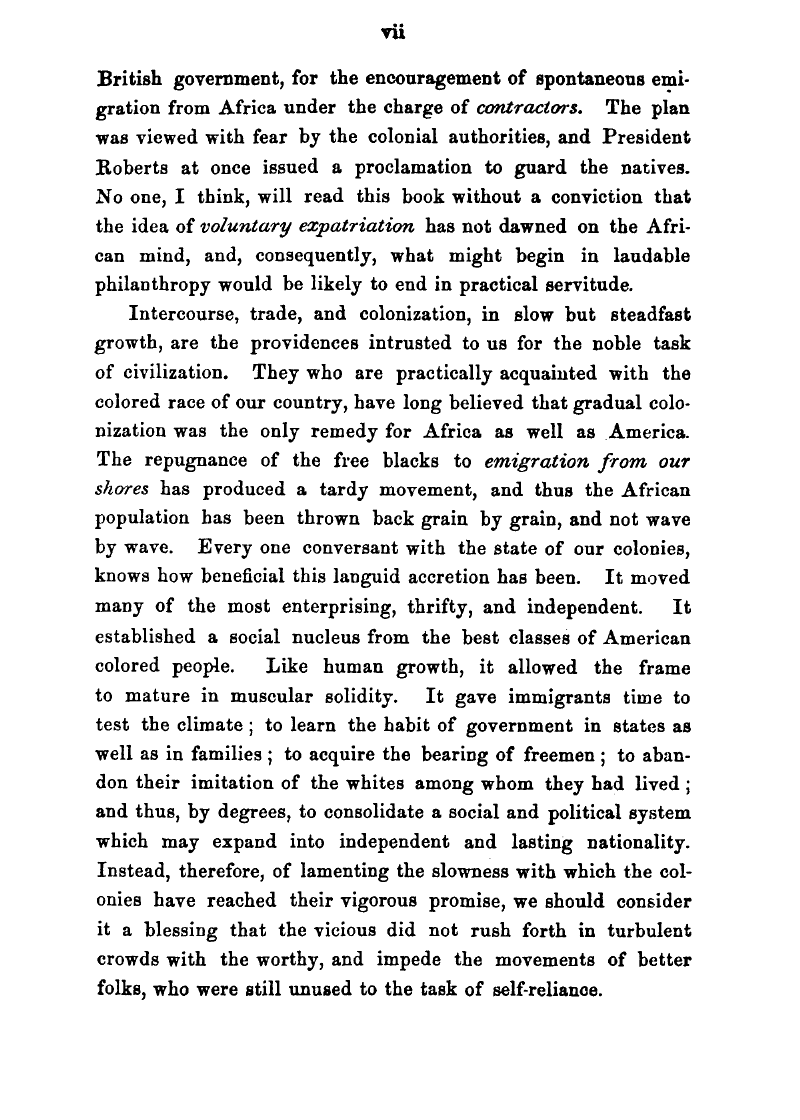 vii
British government, for the encouragement of spontaneous emi-
gration from Africa under the charge of contractors. The plan
was viewed with fear by the colonial authorities, and President
Roberts at once issued a proclamation to guard the natives.
No one, I think, will read this book without a conviction that
the idea of voluntary expatriation has not dawned on the Afri-
can mind, and, consequently, what might begin in laudable
philanthropy would be likely to end in practical servitude.
Intercourse, trade, and colonization, in slow but steadfast
growth, are the providences intrusted to us for the noble task
of civilization. They who are practically acquainted with the
colored race of our country, have long believed that gradual colo-
nization was the only remedy for Africa as well as America.
The repugnance of the free blacks to emigration from our
shores has produced a tardy movement, and thus the African
population has been thrown back grain by grain, and not wave
by wave. Every one conversant with the state of our colonies,
knows how beneficial this languid accretion has been. It moved
many of the most enterprising, thrifty, and independent. It
established a social nucleus from the best classes of American
colored people. Like human growth, it allowed the frame
to mature in muscular solidity. It gave immigrants time to
test the climate ; to learn the habit of government in states as
well as in families ; to acquire the bearing of freemen ; to aban-
don their imitation of the whites among whom they had lived ;
and thus, by degrees, to consolidate a social and political system
which may expand into independent and lasting nationality.
Instead, therefore, of lamenting the slowness with which the col-
onies have reached their vigorous promise, we should consider
it a blessing that the vicious did not rush forth in turbulent
crowds with the worthy, and impede the movements of better
folks, who were still unused to the task of self-reliance.